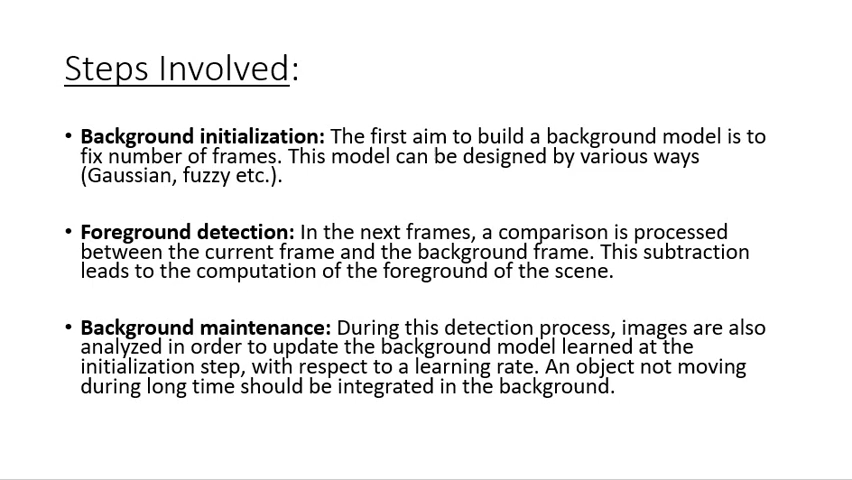 Steps Involved:
• Background initialization: The first aim to build a background model is to
fix number of frames. This model can be designed by various ways
(Gaussian, fuzzy etc.).
• Foreground detection: In the next frames, a comparison is processed
between the current frame and the background frame. This subtraction
leads to the computation of the foreground of the scene.
• Background maintenance: During this detection process, images are also
analyzed in order to update the background model learned at the
initialization step, with respect to a learning rate. An object not moving
during long time should be integrated in the background.